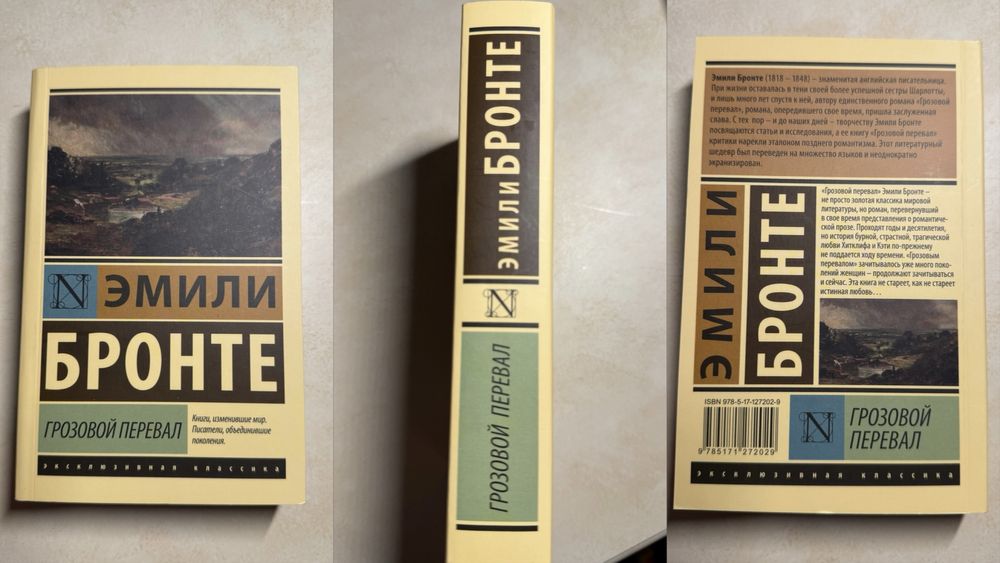 ЭМИЛИ
БРОНТЕ
ГРОЗОВОЙ ПЕРЕВАЛ
Книги, изменившие мир.
Писатели, объединившие
поколения.
эксклюзивная классика
ЭМИЛИ БРОНТЕ
N
ГРОЗОВОЙ ПЕРЕВАЛ
Эмили Бронте (1818 – 1848) – знаменитая английская писательница.
При жизни оставалась в тени своей более успешной сестры Шарлотты,
и лишь много лет спустя к ней, автору единственного романа «Грозовой
перевал», романа, опередившего свое время, пришла заслуженная
слава. С тех пор – и до наших дней – творчеству Эмили Бронте
посвящаются статьи и исследования, а ее книгу «Грозовой перевал»
критики нарекли эталоном позднего романтизма. Этот литературный
шедевр был переведен на множество языков и неоднократно
экранизирован.
ЭМИЛИ
БРОНТЕ
«Грозовой перевал» Эмили Бронте –
не просто золотая классика мировой
литературы, но роман, перевернувший
в свое время представления о романтичес-
кой прозе. Проходят годы и десятилетия,
но история бурной, страстной, трагической
любви Хитклифа и Кэти по-прежнему
не поддается ходу времени. «Грозовым
перевалом» зачитывалось уже много поко-
лений женщин – продолжают зачитываться
и сейчас. Эта книга не стареет, как не стареет
истинная любовь…
ISBN 978-5-17-127202-9
9 785171 272029
N
ГРОЗОВОЙ
ПЕРЕВАЛ
эксклюзивная классика